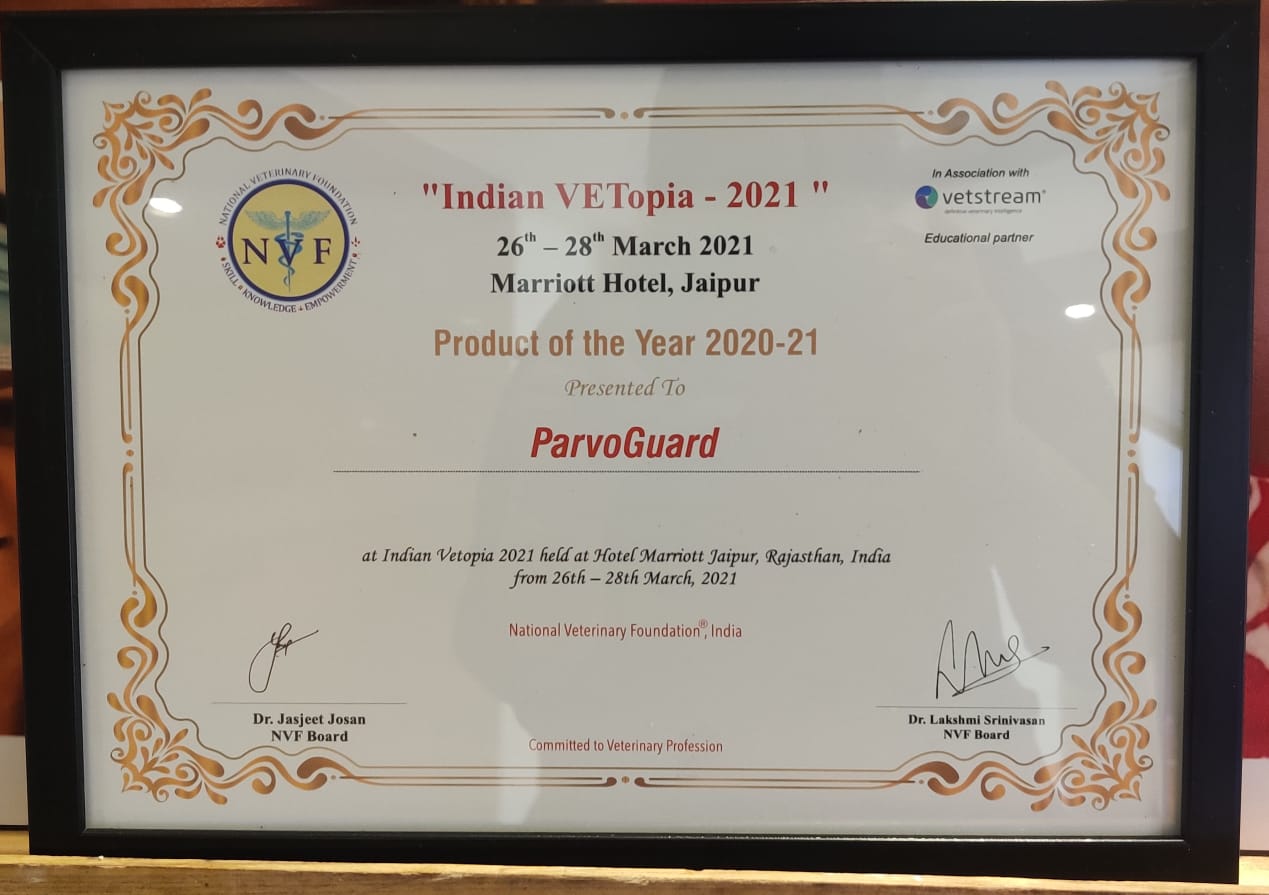 NATIONAL VETERINARY FOUNDATION
NVF
SKILL KNOWLEDGE EMPOWERMENT
"Indian VETopia - 2021 "
26th – 28th March 2021
Marriott Hotel, Jaipur
In Association with
vetstream®
definitive veterinary intelligence
Educational partner
Product of the Year 2020-21
Presented To
ParvoGuard
at Indian Vetopia 2021 held at Hotel Marriott Jaipur, Rajasthan, India
from 26th – 28th March, 2021
National Veterinary Foundation®, India
Dr. Jasjeet Josan
NVF Board
Dr. Lakshmi Srinivasan
NVF Board
Committed to Veterinary Profession